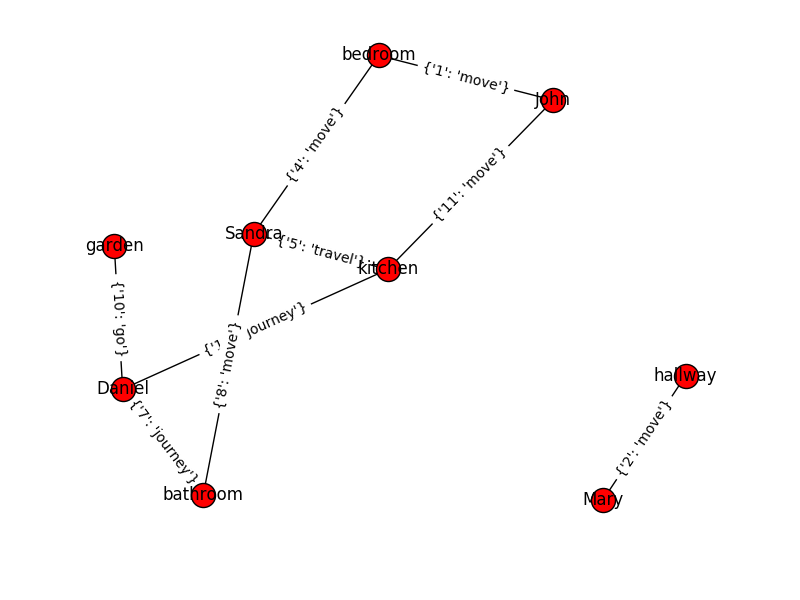 bedroom
{'1': 'move'}
John
{'4': 'move'}
{'11': 'move'}
Sandra
{'5': 'travel'}
garden
kitchen
{'10': 'go'}
journey'}
{'8': 'move'}
Daniel
hallway
{'7': 'journey'}
{'2': 'move'}
bathroom
Mary